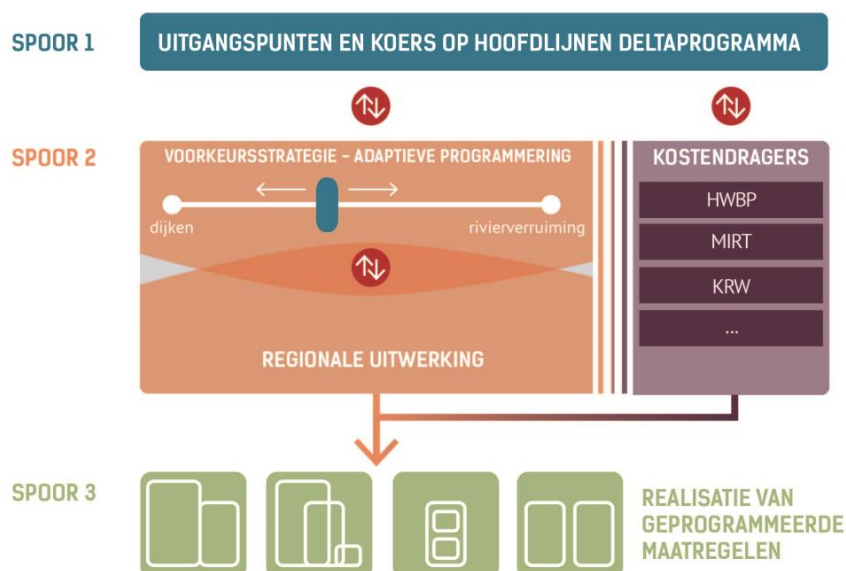 SPOOR 1
UITGANGSPUNTEN EN KOERS OP HOOFDLIJNEN DELTAPROGRAMMA
SPOOR 2
VOORKEURSSTRATEGIE – ADAPTIEVE PROGRAMMERING
dijken
rivierverruiming
REGIONALE UITWERKING
KOSTENDRAGERS
HWBP
MIRT
KRW
...
SPOOR 3
REALISATIE VAN
GEPROGRAMMEERDE
MAATREGELEN